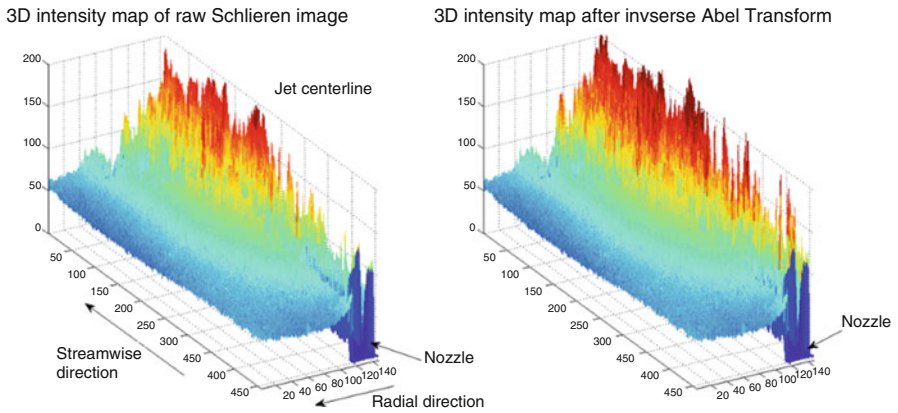 3D intensity map of raw Schlieren image
200
150
100
50
0
50
100
150
200
250
300
450
400
450
20 40 60 80 100 120 140
Jet centerline
Streamwise
direction
Nozzle
Radial direction
3D intensity map after invserse Abel Transform
200
150
100
50
0
50
100
150
200
250
300
450
400
450
20 40 60 80 100 120 140
Nozzle